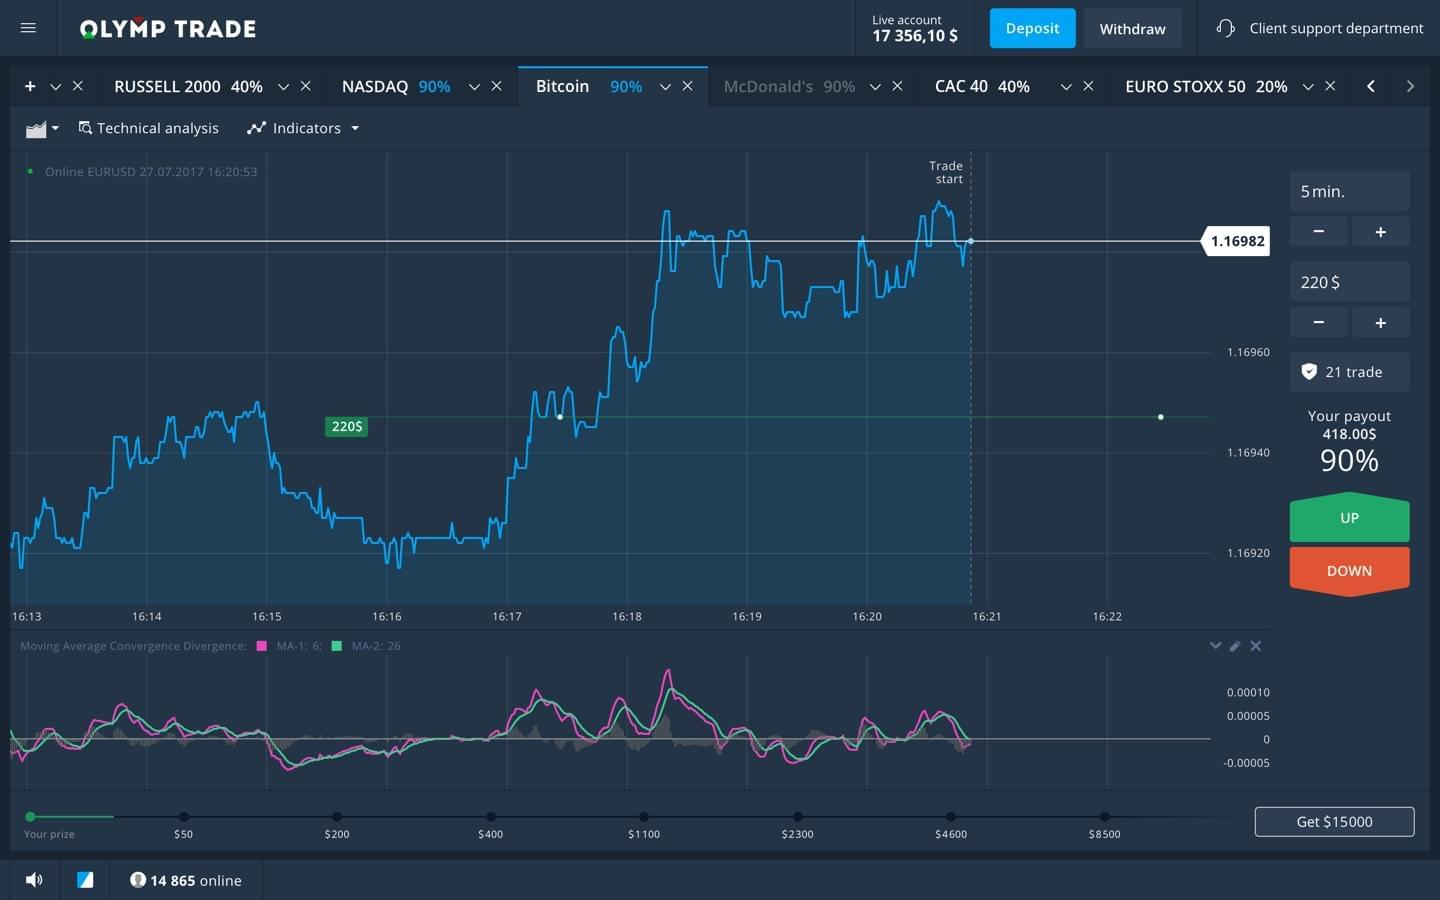 OLYMP TRADE
Live account
17 356,10 $
Deposit
Withdraw
Client support department
RUSSELL 2000 40%
NASDAQ 90%
Bitcoin 90%
McDonald's 90%
CAC 40 40%
EURO STOXX 50 20%
Technical analysis
Indicators
Online EURUSD 27.07.2017 16:20:53
Trade
start
1.16982
1.16960
1.16940
1.16920
220$
16:13
16:14
16:15
16:16
16:17
16:18
16:19
16:20
16:21
16:22
5 min.
− +
220 $
− +
21 trade
Your payout
418.00$
90%
UP
DOWN
Moving Average Convergence Divergence: MA-1: 6; MA-2: 26
0.00010
0.00005
0
-0.00005
Your prize
$50
$200
$400
$1100
$2300
$4600
$8500
Get $15000
14 865 online